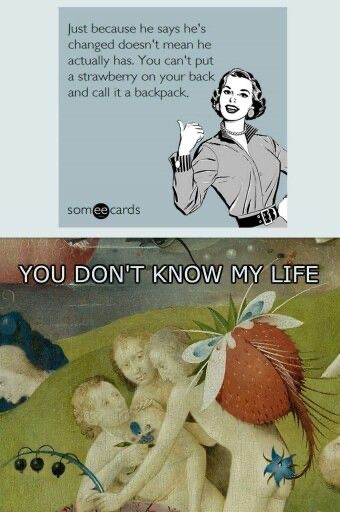 Just because he says he's
changed doesn't mean he
actually has. You can't put
a strawberry on your back
and call it a backpack.
someecards
YOU DON'T KNOW MY LIFE